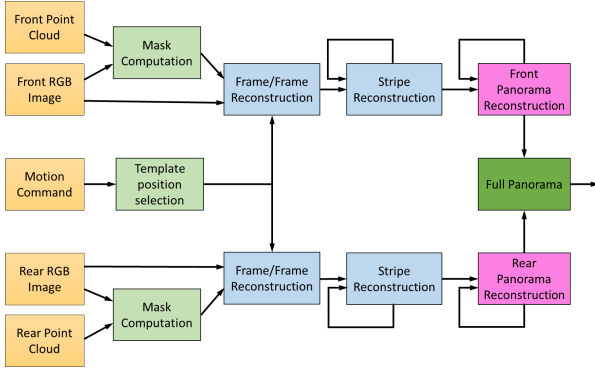 Front Point
Cloud
Mask
Computation
Front RGB
Image
Frame/Frame
Reconstruction
Stripe
Reconstruction
Front
Panorama
Reconstruction
Motion
Command
Template
position
selection
Full Panorama
Rear RGB
Image
Frame/Frame
Reconstruction
Stripe
Reconstruction
Rear
Panorama
Reconstruction
Mask
Computation
Rear Point
Cloud